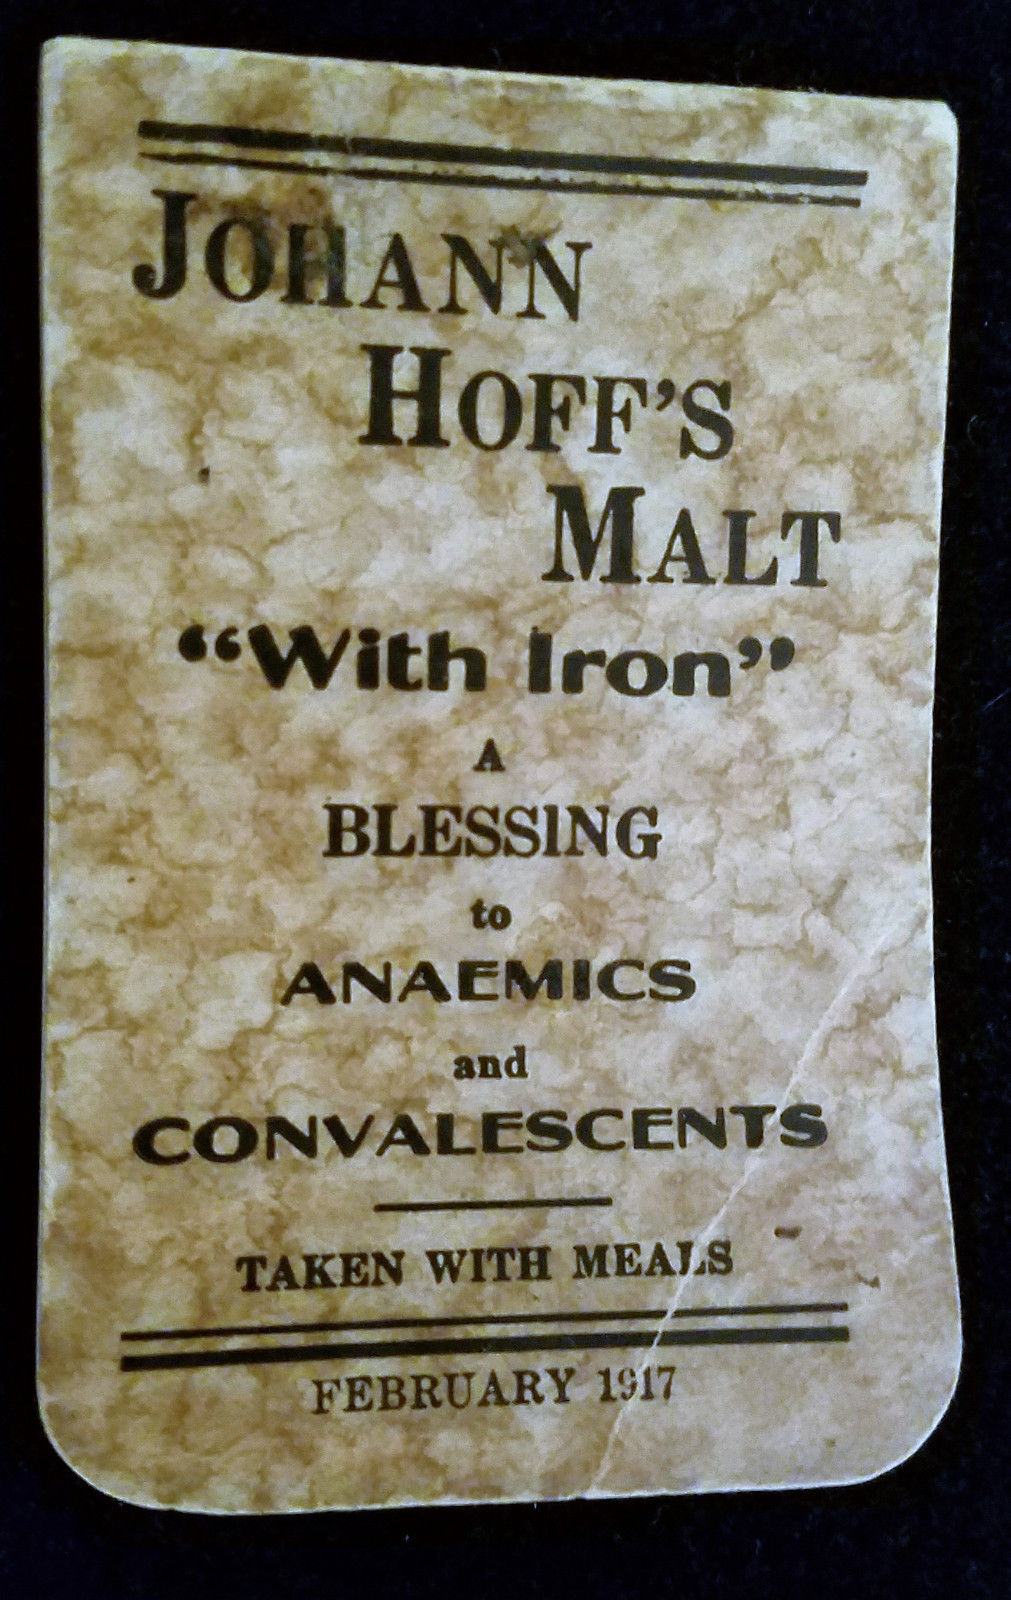 JOHANN
HOFF'S
MALT
“With Iron”
A
BLESSING
to
ANAEMICS
and
CONVALESCENTS
TAKEN WITH MEALS
FEBRUARY 1917